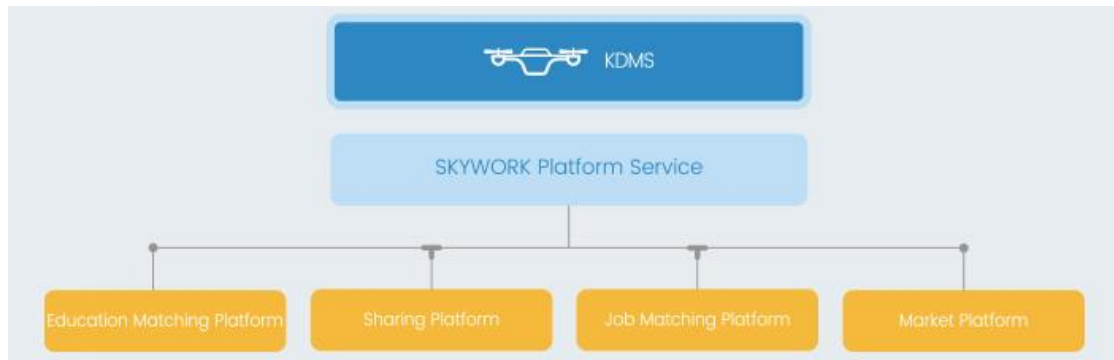 KDMS
SKYWORK Platform Service
Education Matching Platform
Sharing Platform
Job Matching Platform
Market Platform